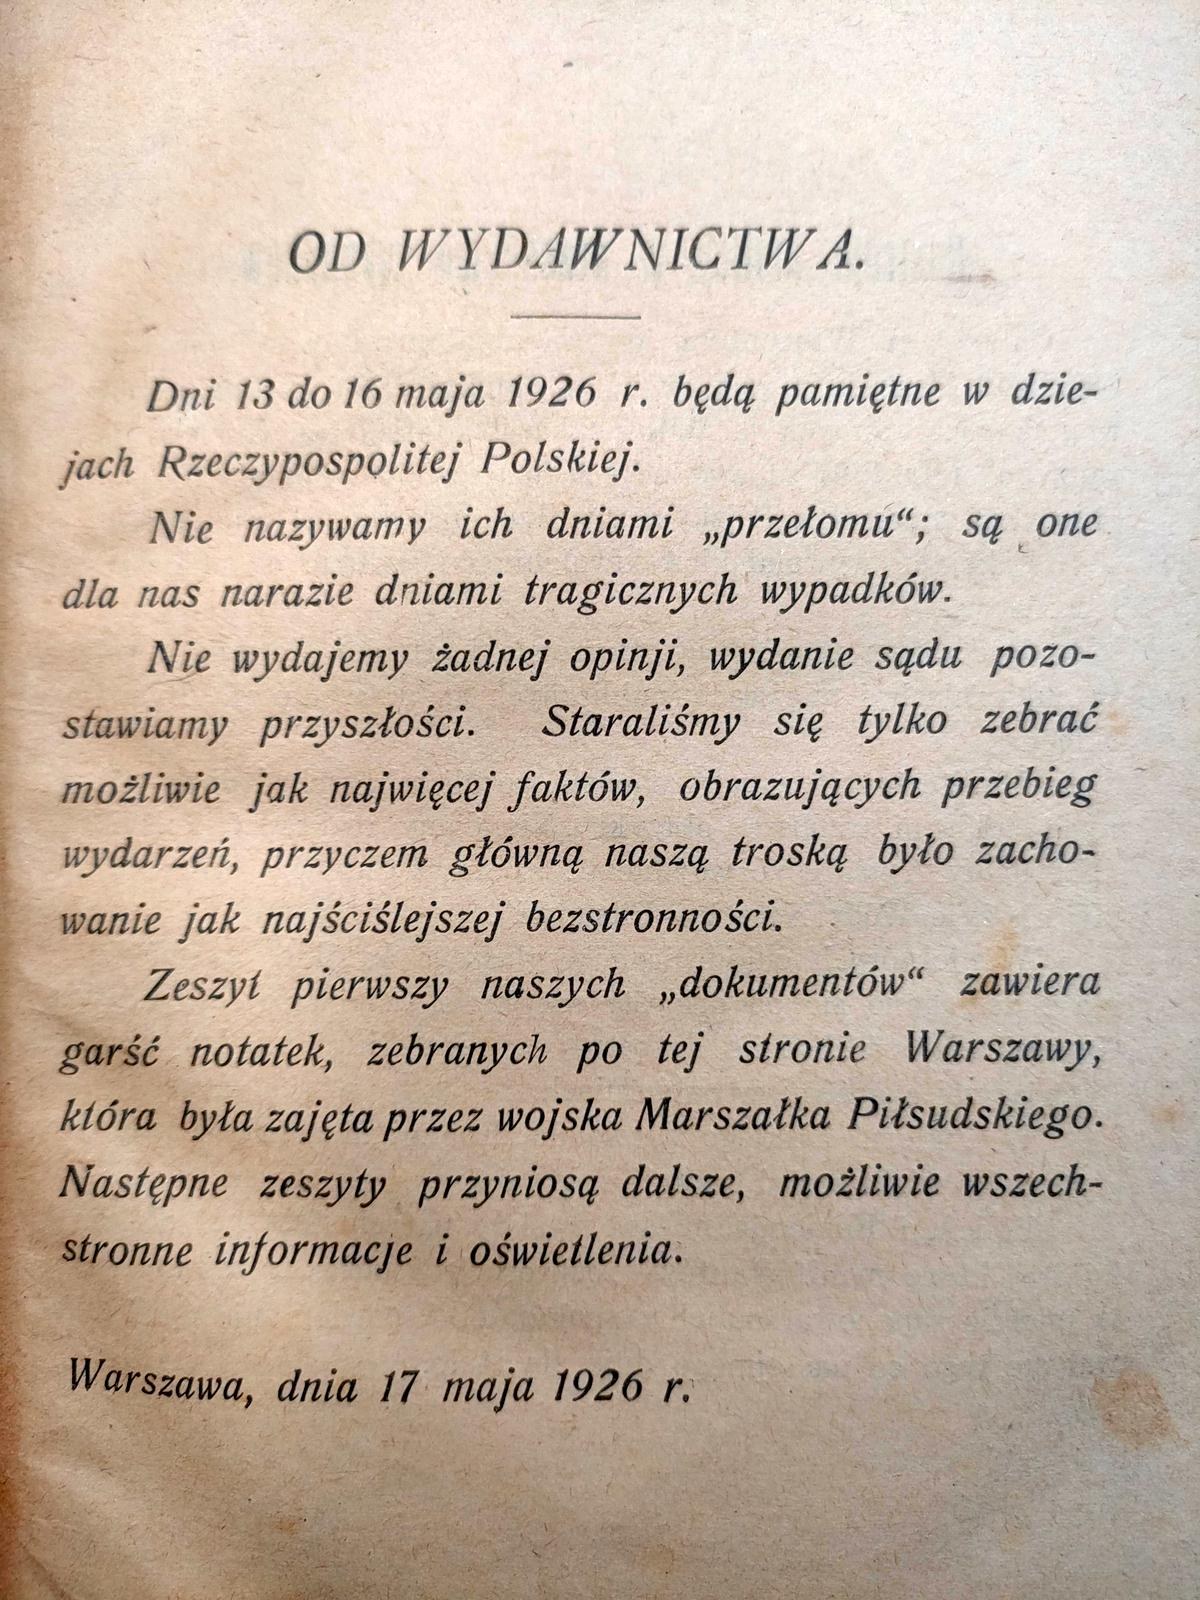 OD WYDAWNICTWA.
Dni 13 do 16 maja 1926 r. będą pamiętne w dzie-
jach Rzeczypospolitej Polskiej.
Nie nazywamy ich dniami „przełomu“; są one
dla nas narazie dniami tragicznych wypadków.
Nie wydajemy żadnej opinji, wydanie sądu pozo-
stawiamy przyszłości. Staraliśmy się tylko zebrać
możliwie jak najwięcej faktów, obrazujących przebieg
wydarzeń, przyczem główną naszą troską było zacho-
wanie jak najściślejszej bezstronności.
Zeszyt pierwszy naszych „dokumentów“ zawiera
garść notatek, zebranych po tej stronie Warszawy,
która była zajęta przez wojska Marszałka Piłsudskiego.
Następne zeszyty przyniosą dalsze, możliwie wszech-
stronne informacje i oświetlenia.
Warszawa, dnia 17 maja 1926 r.